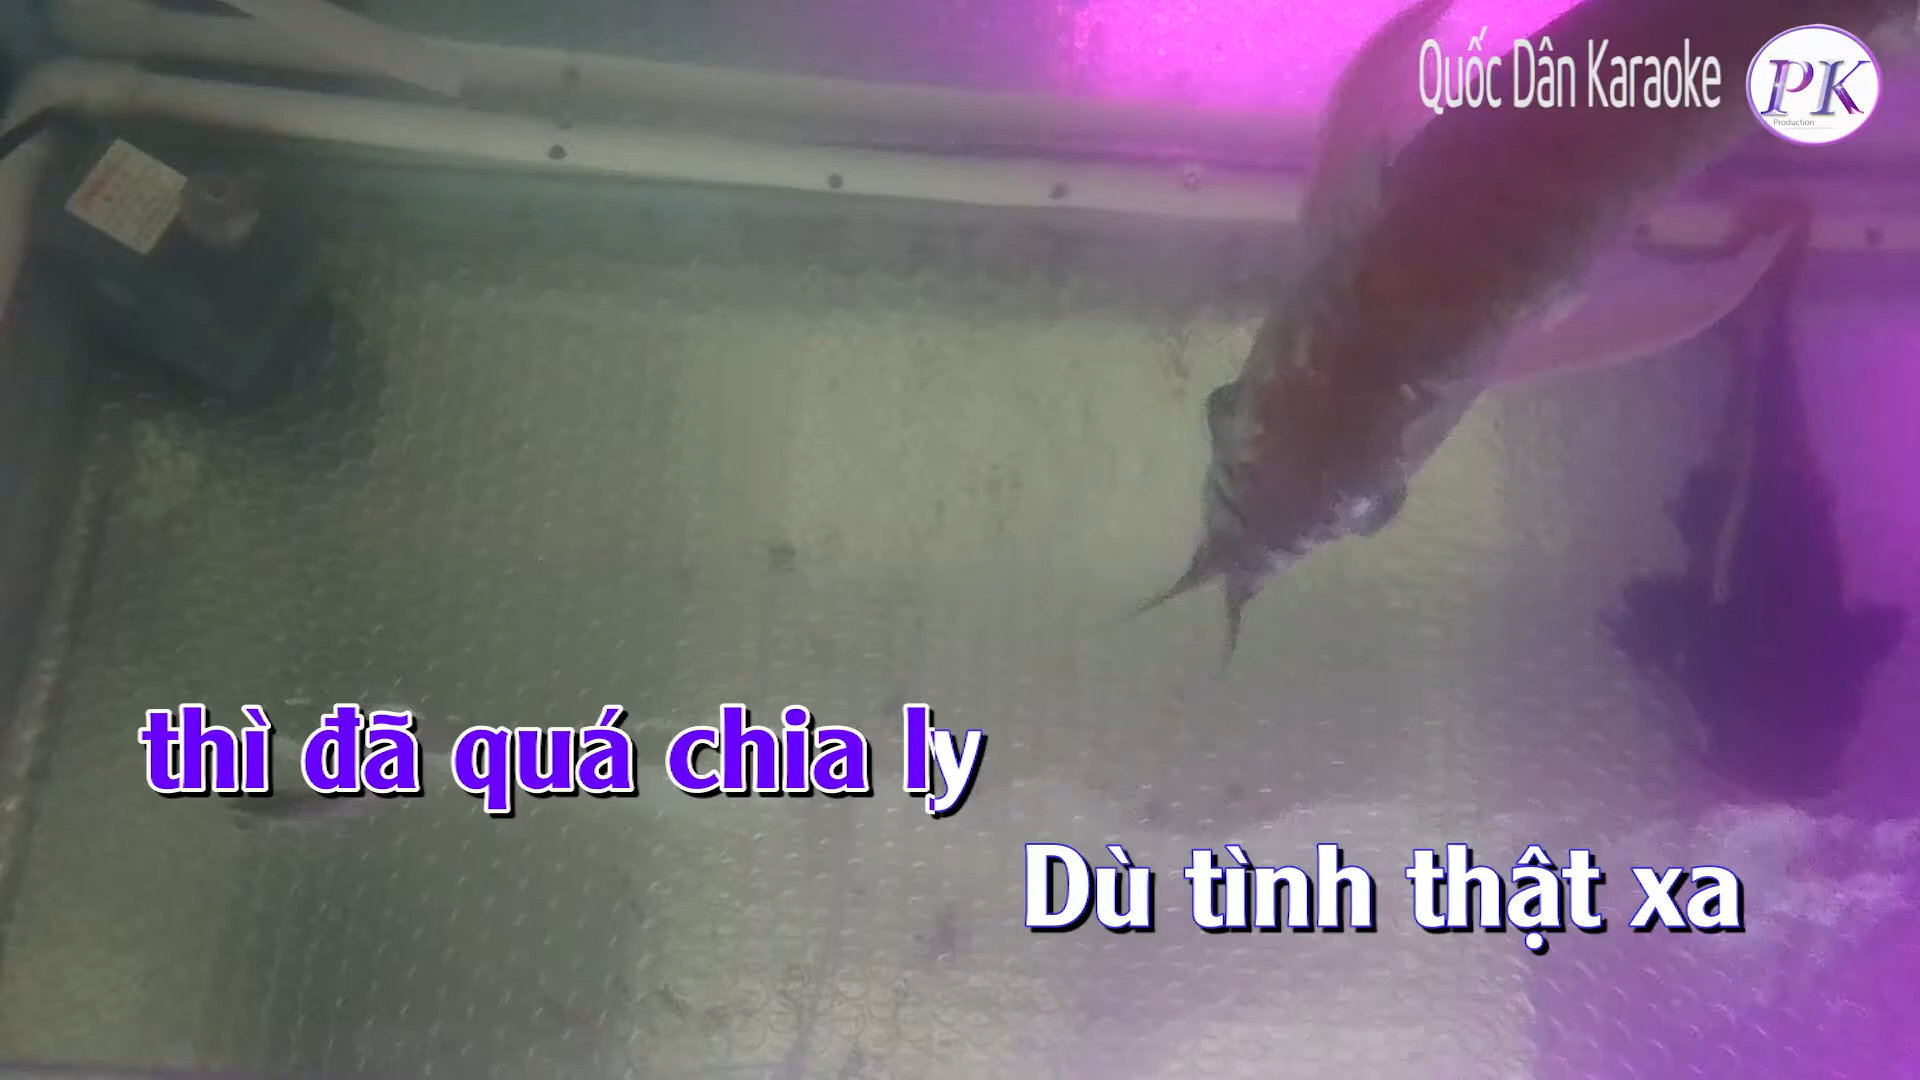 Quốc Dân Karaoke
PK
Production
thì đã quá chia ly
Dù tình thật xa